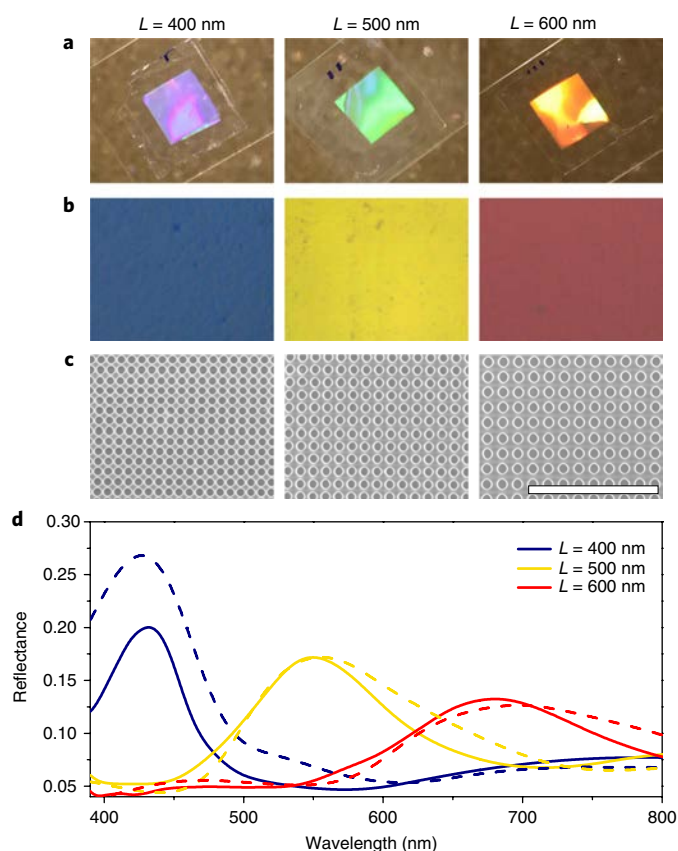 L = 400 nm L = 500 nm L = 600 nm
a
b
c
d
0.30
0.25
0.20
0.15
0.10
0.05
Reflectance
L = 400 nm
L = 500 nm
L = 600 nm
400 500 600 700 800
Wavelength (nm)